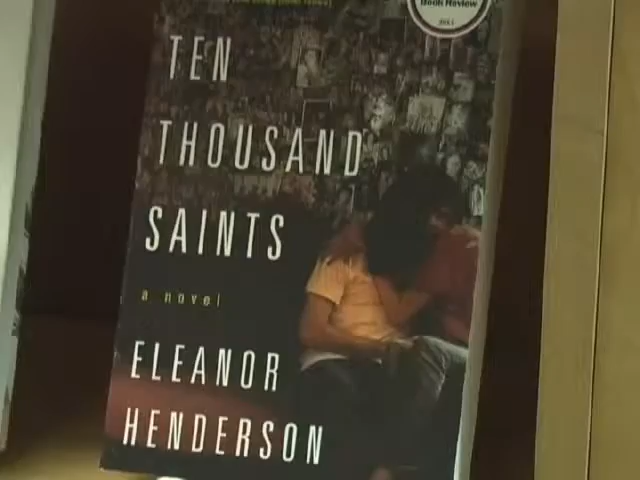 Book Review
TEN
THOUSAND
SAINTS
a novel
ELEANOR
HENDERSON